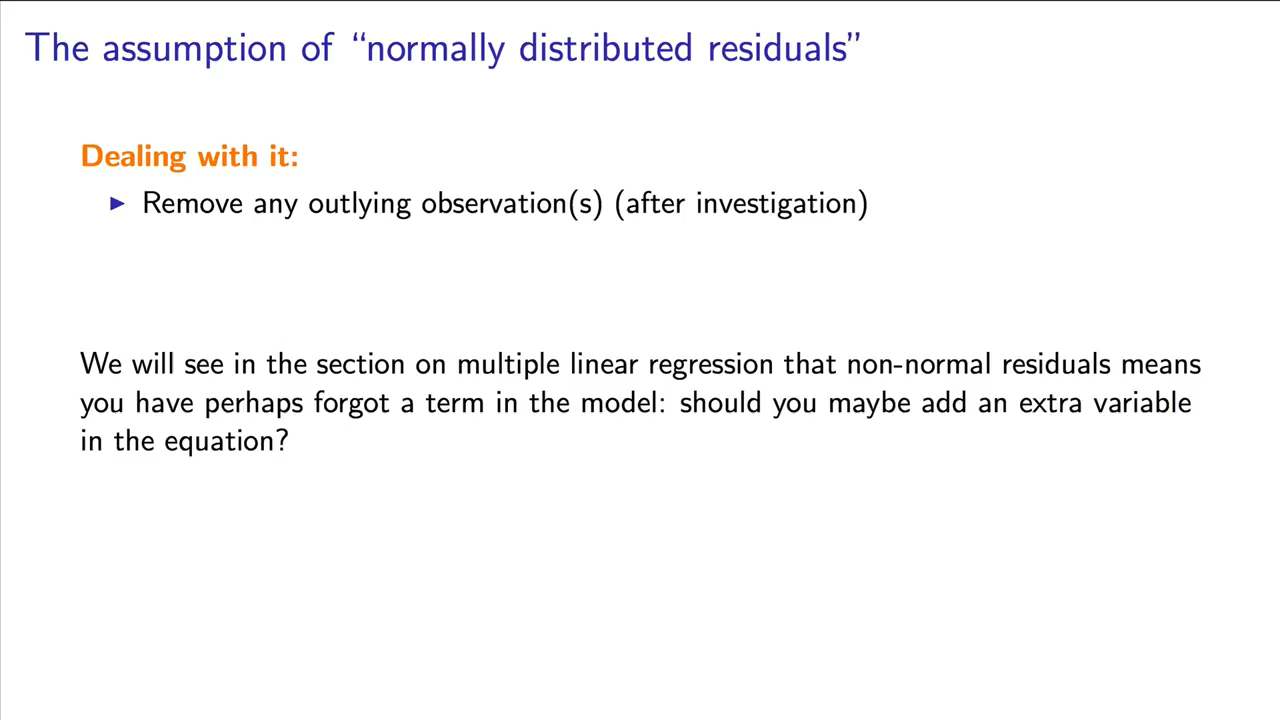 The assumption of “normally distributed residuals”
Dealing with it:
▶ Remove any outlying observation(s) (after investigation)
We will see in the section on multiple linear regression that non-normal residuals means
you have perhaps forgot a term in the model: should you maybe add an extra variable
in the equation?